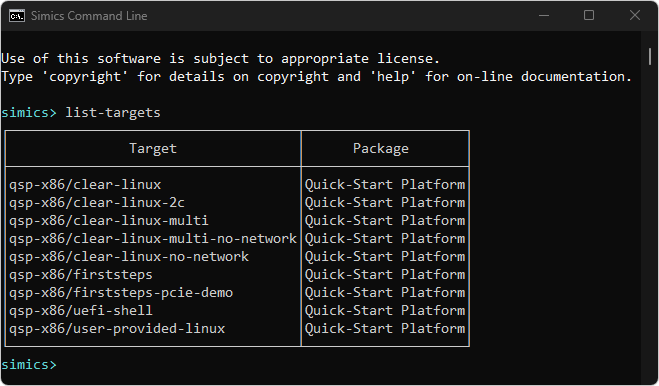 Simics Command Line
Use of this software is subject to appropriate license.
Type 'copyright' for details on copyright and 'help' for on-line documentation.
simics> list-targets
Target Package
qsp-x86/clear-linux Quick-Start Platform
qsp-x86/clear-linux-2c Quick-Start Platform
qsp-x86/clear-linux-multi Quick-Start Platform
qsp-x86/clear-linux-multi-no-network Quick-Start Platform
qsp-x86/clear-linux-no-network Quick-Start Platform
qsp-x86/firststeps Quick-Start Platform
qsp-x86/firststeps-pcie-demo Quick-Start Platform
qsp-x86/uefi-shell Quick-Start Platform
qsp-x86/user-provided-linux Quick-Start Platform
simics>